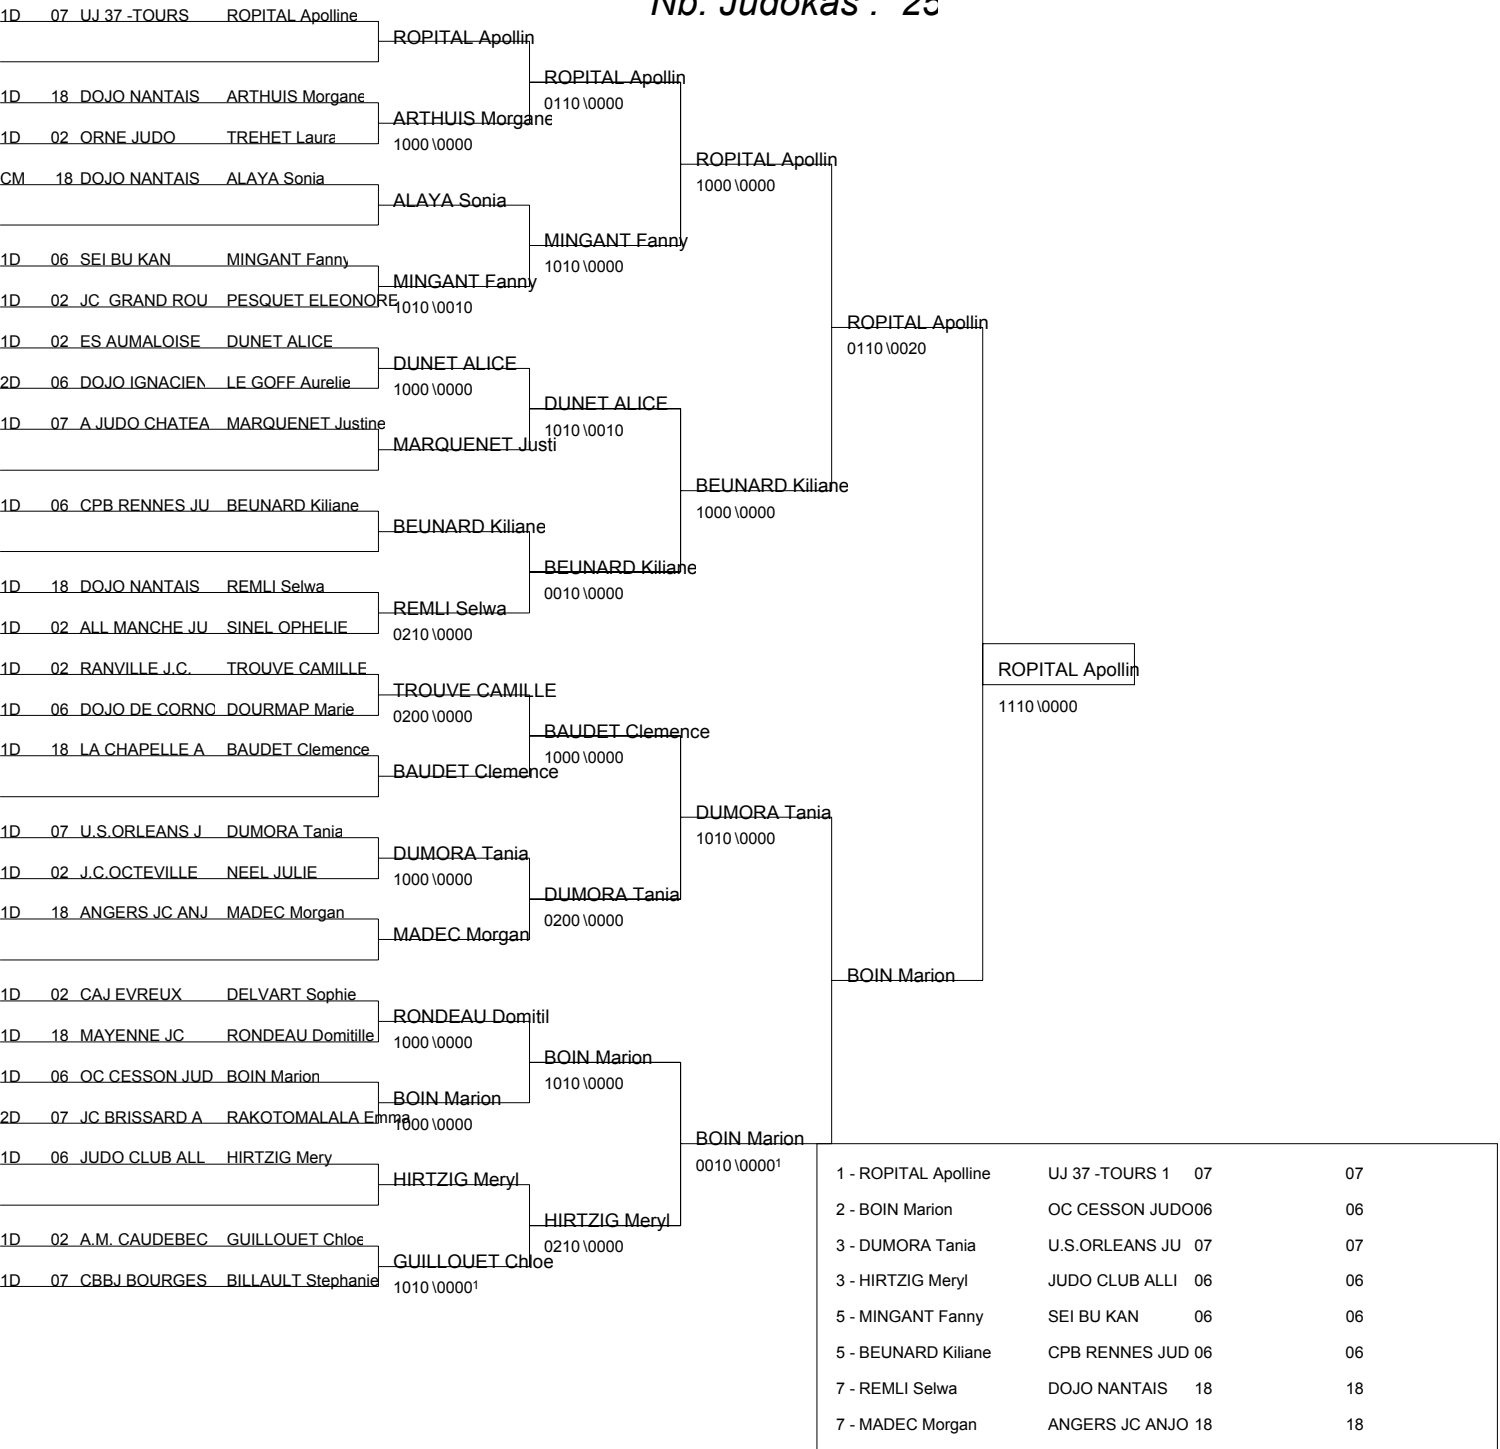 Nb. Judokas : 25
1D 07 UJ 37 -TOURS ROPITAL Apolline
ROPITAL Apollin
ROPITAL Apollin
0110 \0000
1D 18 DOJO NANTAIS ARTHUIS Morgane
ARTHUIS Morgane
1000 \0000
1D 02 ORNE JUDO TREHET Laura
ROPITAL Apollin
1000 \0000
CM 18 DOJO NANTAIS ALAYA Sonia
ALAYA Sonia
MINGANT Fanny
1010 \0000
1D 06 SEI BU KAN MINGANT Fanny
MINGANT Fanny
1010 \0010
1D 02 JC GRAND ROU PESQUET ELEONORE
ROPITAL Apollin
0110 \0020
1D 02 ES AUMALOISE DUNET ALICE
DUNET ALICE
1000 \0000
2D 06 DOJO IGNACIEN LE GOFF Aurelie
DUNET ALICE
1010 \0010
1D 07 A JUDO CHATEA MARQUENET Justine
MARQUENET Justi
BEUNARD Kiliane
1000 \0000
1D 06 CPB RENNES JU BEUNARD Kiliane
BEUNARD Kiliane
BEUNARD Kiliane
0010 \0000
1D 18 DOJO NANTAIS REMLI Selwa
REMLI Selwa
0210 \0000
1D 02 ALL MANCHE JU SINEL OPHELIE
ROPITAL Apollin
1110 \0000
1D 02 RANVILLE J.C. TROUVE CAMILLE
TROUVE CAMILLE
0200 \0000
1D 06 DOJO DE CORNO DOURMAP Marie
BAUDET Clemence
1000 \0000
1D 18 LA CHAPELLE A BAUDET Clemence
BAUDET Clemence
DUMORA Tania
1010 \0000
1D 07 U.S.ORLEANS J DUMORA Tania
DUMORA Tania
1000 \0000
1D 02 J.C.OCTEVILLE NEEL JULIE
DUMORA Tania
0200 \0000
1D 18 ANGERS JC ANJ MADEC Morgan
MADEC Morgan
BOIN Marion
1D 02 CAJ EVREUX DELVART Sophie
RONDEAU Domitil
1000 \0000
1D 18 MAYENNE JC RONDEAU Domitille
BOIN Marion
1010 \0000
1D 06 OC CESSON JUD BOIN Marion
BOIN Marion
1000 \0000
2D 07 JC BRISSARD A RAKOTOMALALA Emma
BOIN Marion
0010 \0000¹
1D 06 JUDO CLUB ALL HIRTZIG Mery
HIRTZIG Meryl
HIRTZIG Meryl
0210 \0000
1D 02 A.M. CAUDEBEC GUILLOUET Chloe
GUILLOUET Chloe
1010 \0000¹
1D 07 CBBJ BOURGES BILLAULT Stephanie
1 - ROPITAL Apolline UJ 37 -TOURS 1 07 07
2 - BOIN Marion OC CESSON JUDO 06 06
3 - DUMORA Tania U.S.ORLEANS JU 07 07
3 - HIRTZIG Meryl JUDO CLUB ALLI 06 06
5 - MINGANT Fanny SEI BU KAN 06 06
5 - BEUNARD Kiliane CPB RENNES JUD 06 06
7 - REMLI Selwa DOJO NANTAIS 18 18
7 - MADEC Morgan ANGERS JC ANJO 18 18